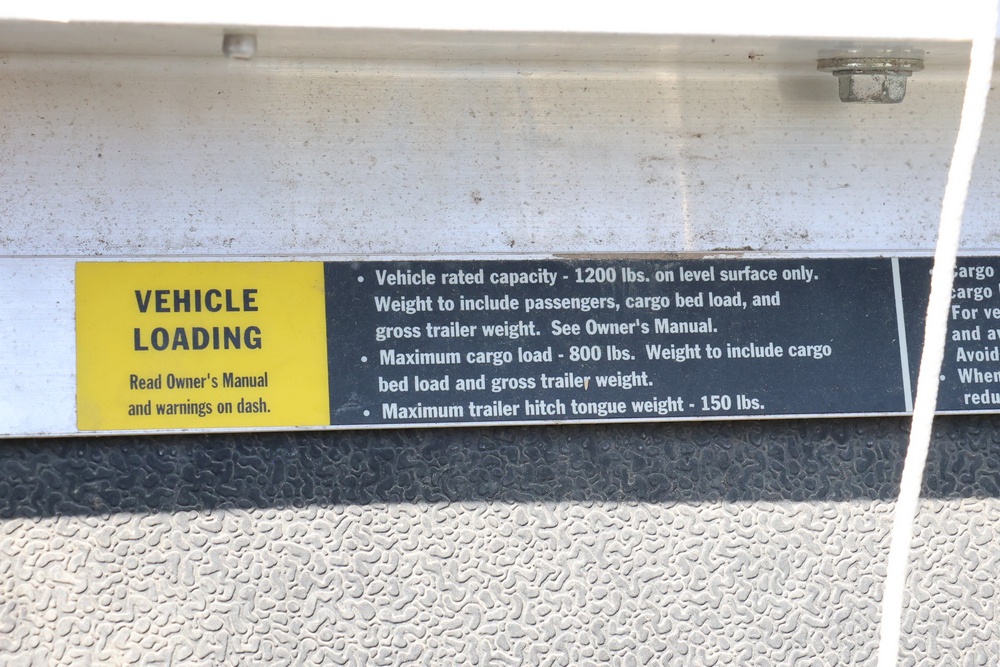 VEHICLE
LOADING
Read Owner's Manual
and warnings on dash.
• Vehicle rated capacity - 1200 lbs. on level surface only.
Weight to include passengers, cargo bed load, and
gross trailer weight. See Owner's Manual.
• Maximum cargo load - 800 lbs. Weight to include cargo
bed load and gross trailer weight.
• Maximum trailer hitch tongue weight - 150 lbs.
• Cargo
cargo
For ve
and av
Avoid
• When
redu